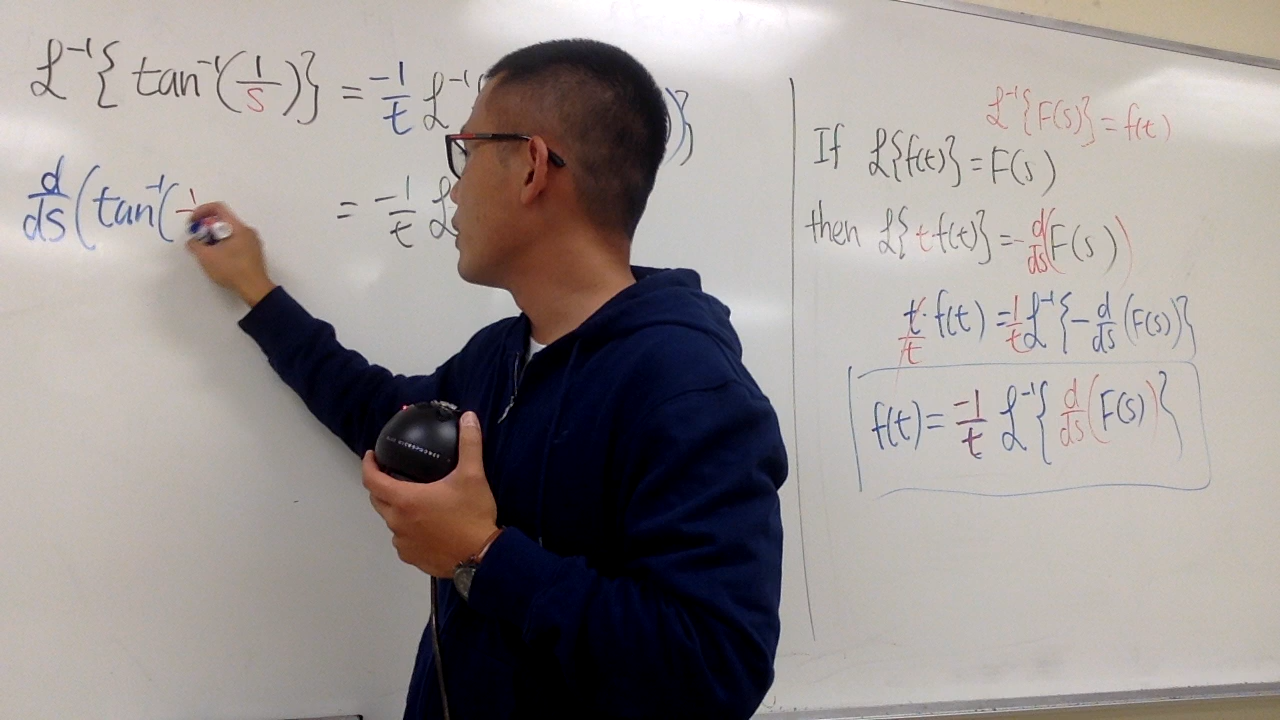 ℒ⁻¹{tan⁻¹(1/s)} = -1/t ℒ⁻¹{ )}
d/ds(tan⁻¹(1 = -1/t ℒ
ℒ⁻¹{F(s)} = f(t)
If ℒ{f(t)} = F(s)
then ℒ{t f(t)} = -d/ds(F(s))
t/t · f(t) = 1/t ℒ⁻¹{-d/ds(F(s))}
f(t) = -1/t ℒ⁻¹{d/ds(F(s))}